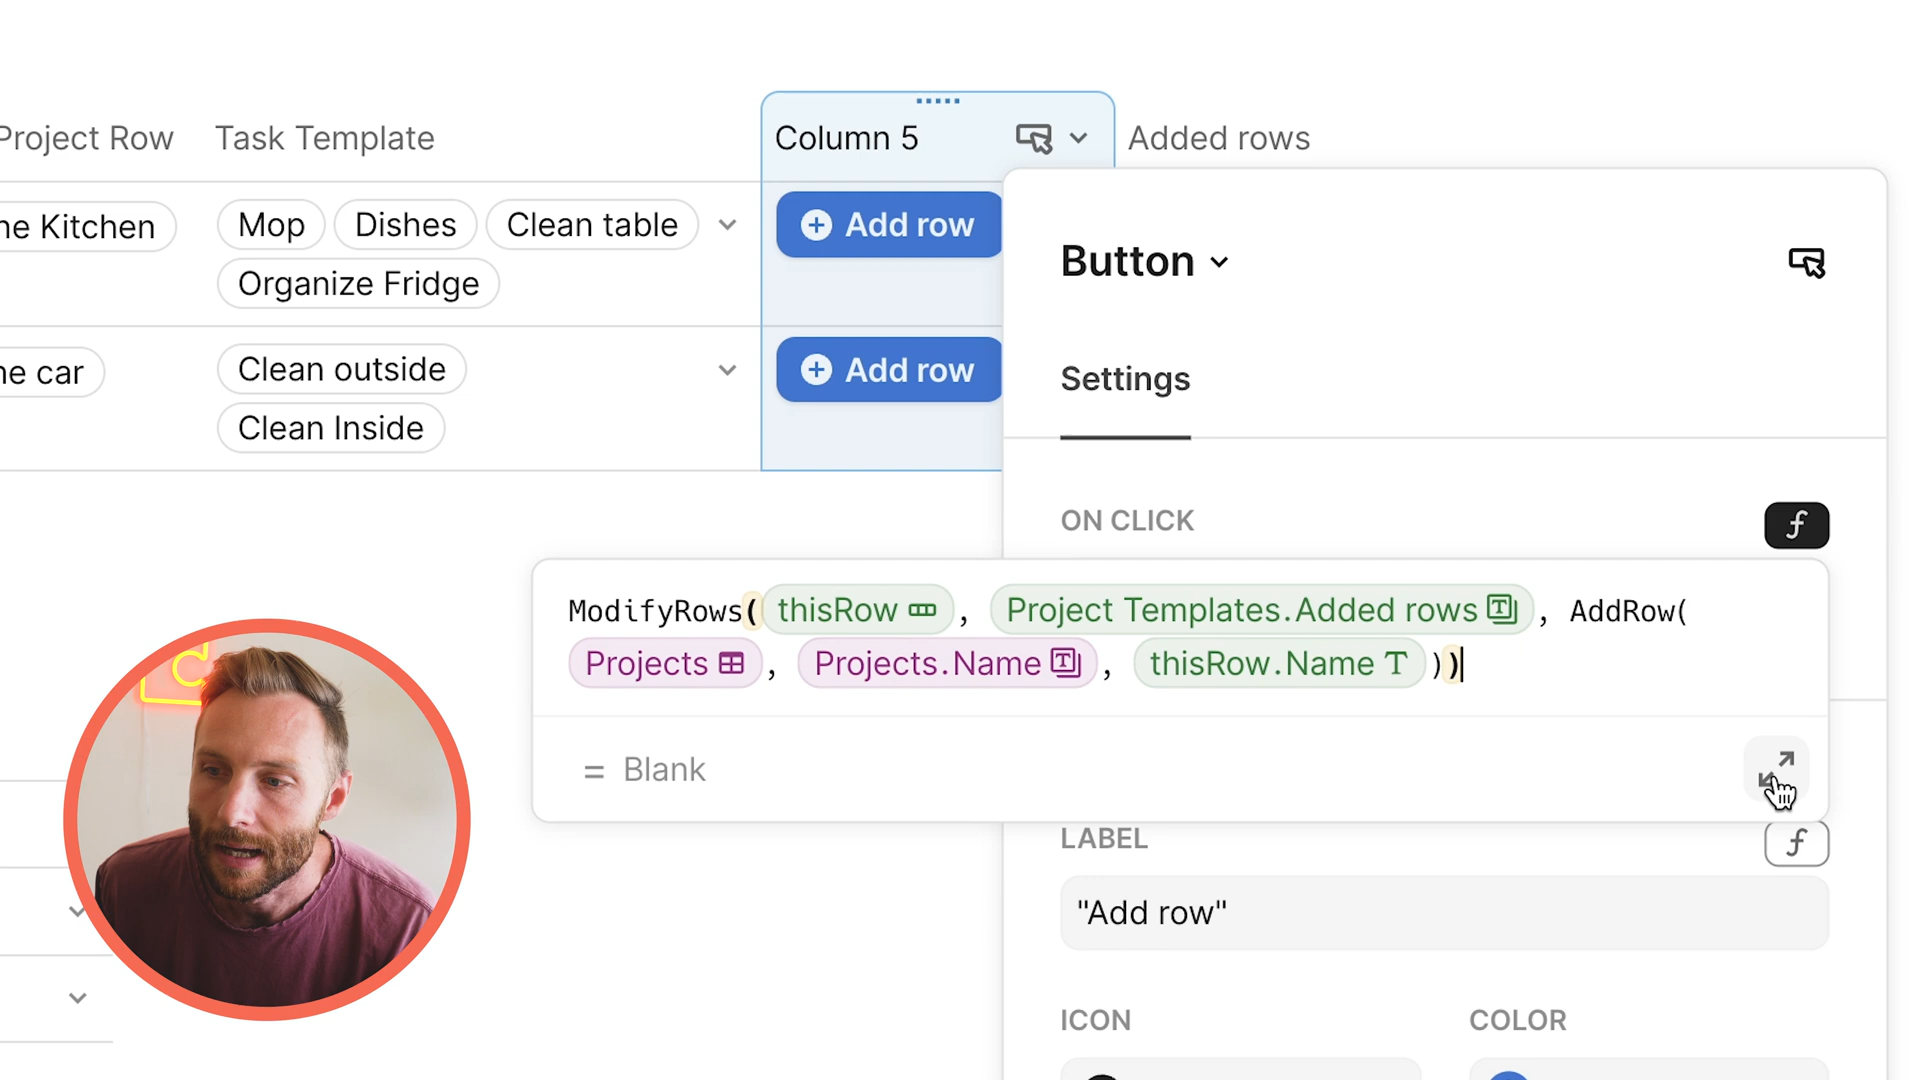 Project Row Task Template Column 5 Added rows
ne Kitchen Mop Dishes Clean table Add row
Organize Fridge
ne car Clean outside Add row
Clean Inside
Button
Settings
ON CLICK
ModifyRows(thisRow, Project Templates.Added rows, AddRow(
Projects, Projects.Name, thisRow.Name))
= Blank
LABEL
"Add row"
ICON COLOR